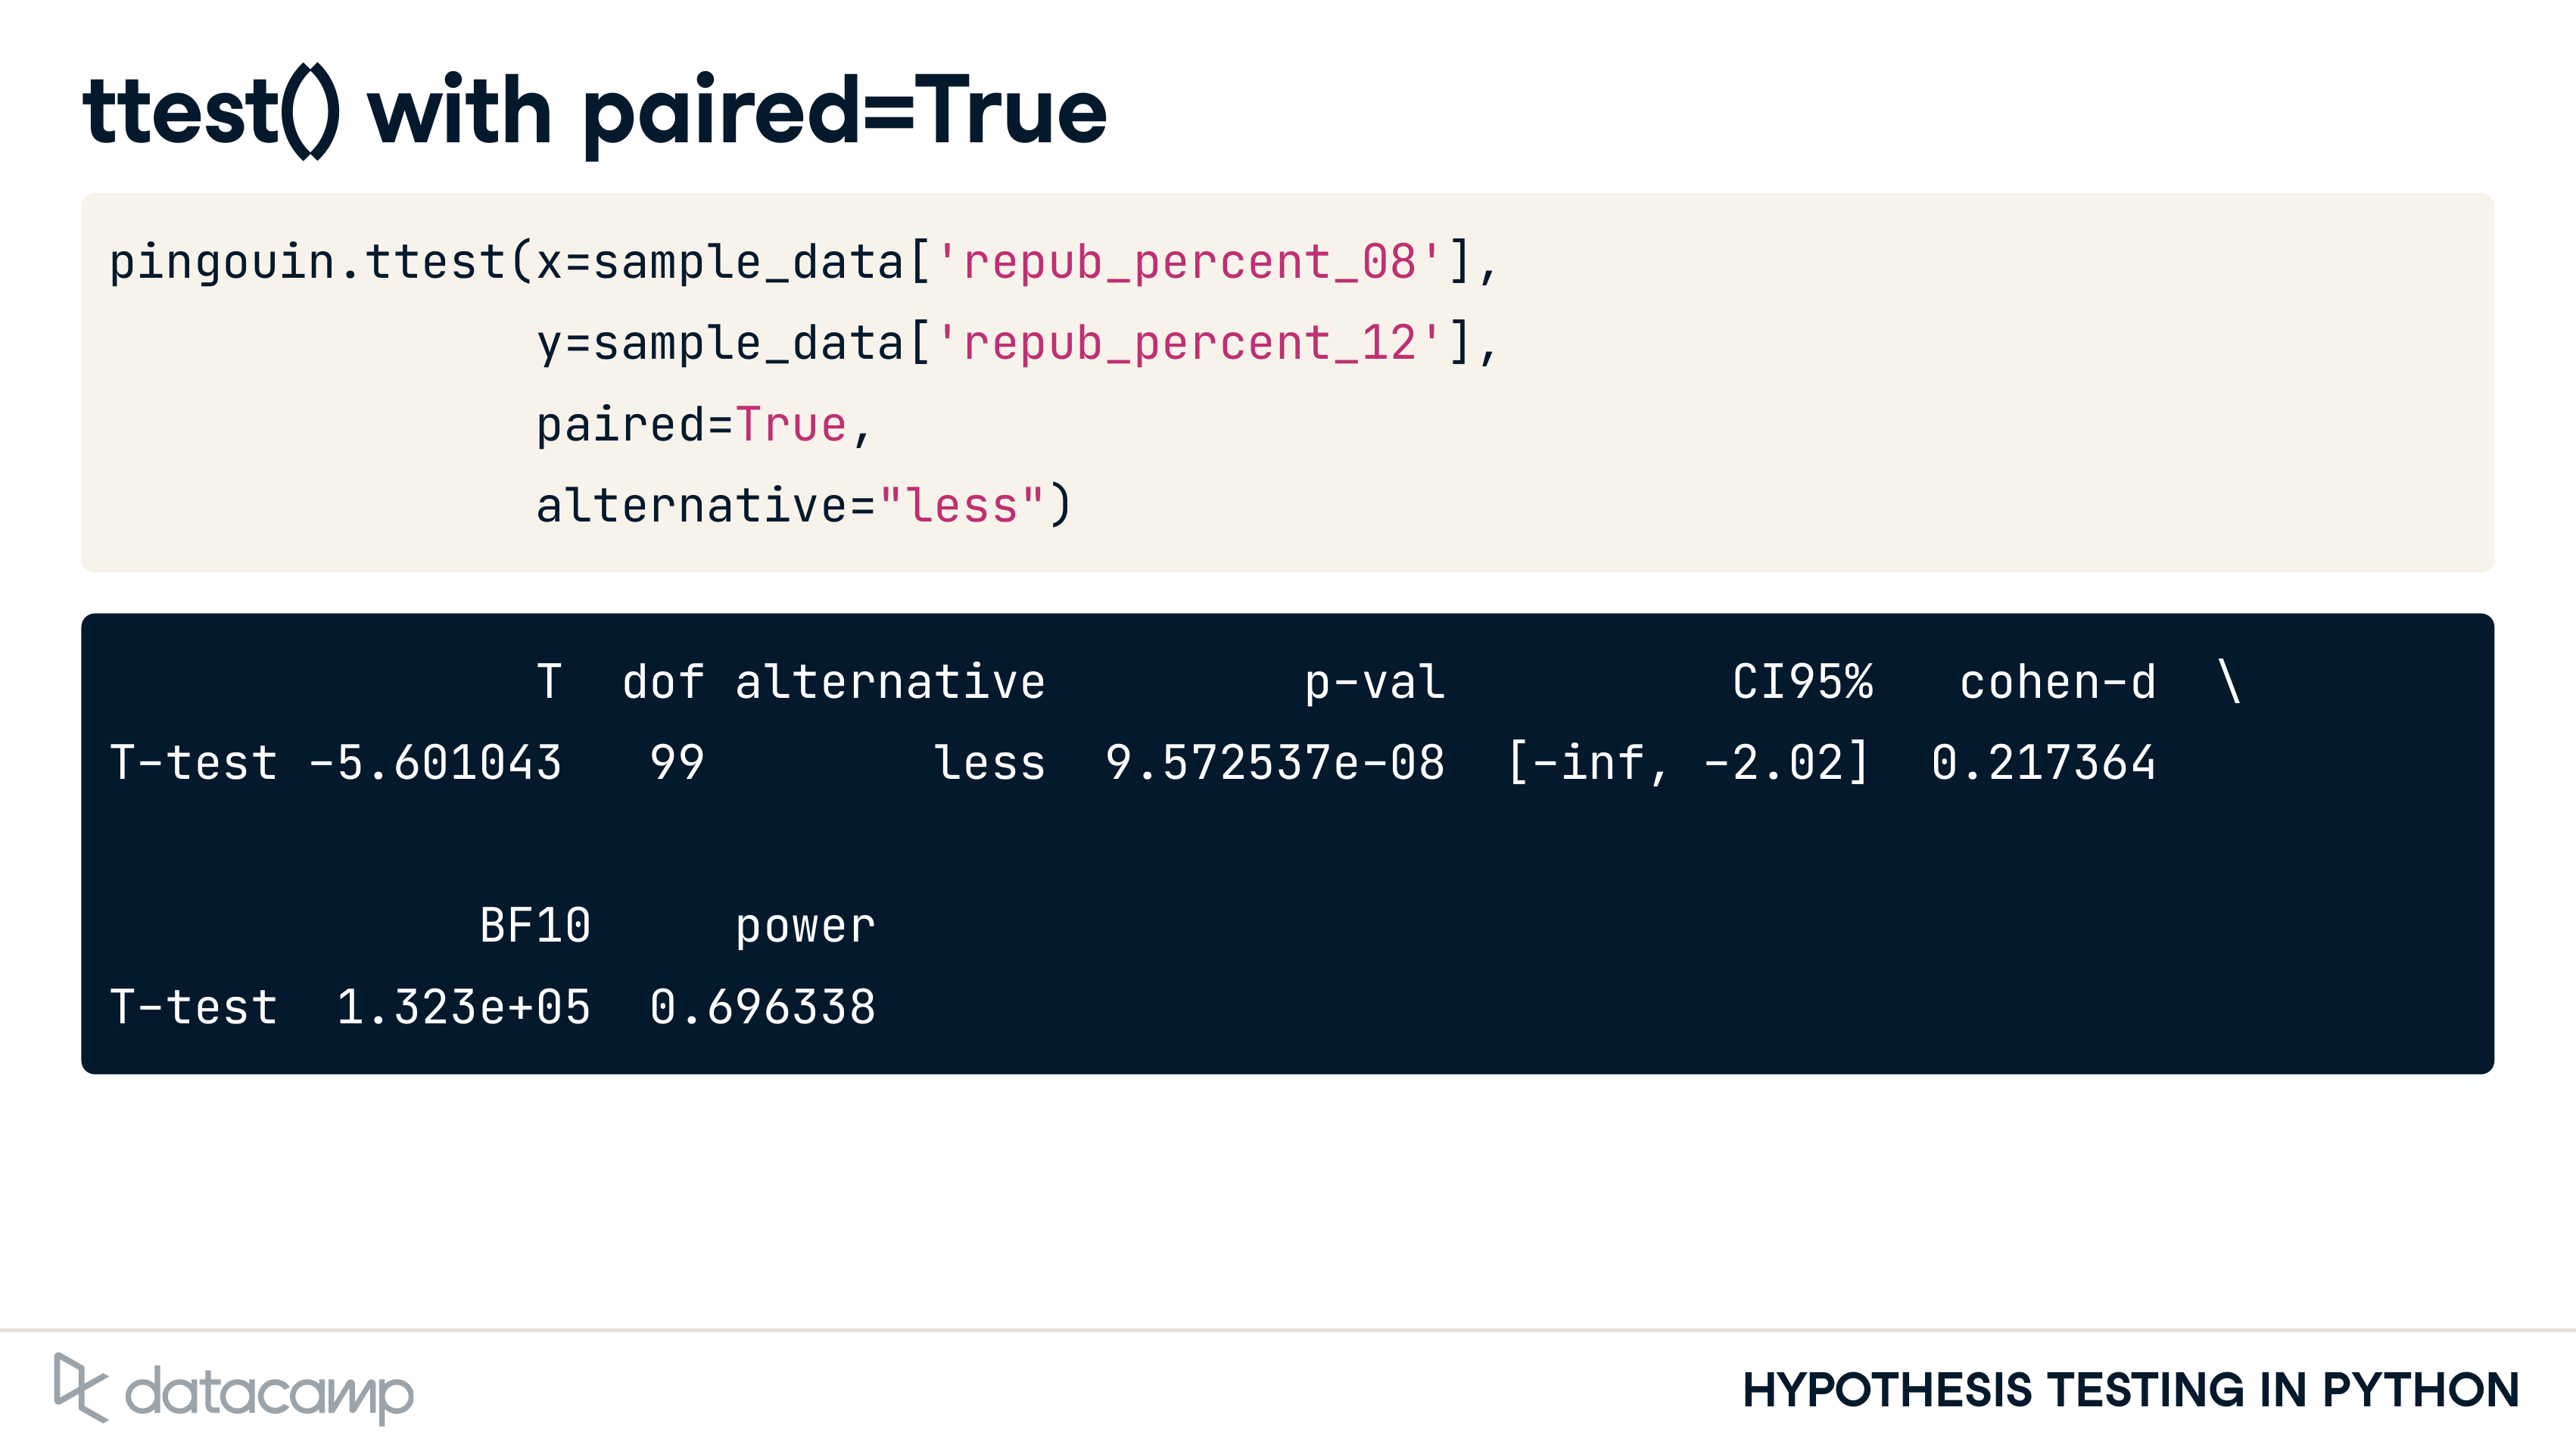 ttest() with paired=True
pingouin.ttest(x=sample_data['repub_percent_08'],
               y=sample_data['repub_percent_12'],
               paired=True,
               alternative="less")
               T  dof alternative         p-val          CI95%   cohen-d  \
T-test -5.601043   99        less  9.572537e-08  [-inf, -2.02]  0.217364
             BF10     power
T-test  1.323e+05  0.696338
datacamp
HYPOTHESIS TESTING IN PYTHON